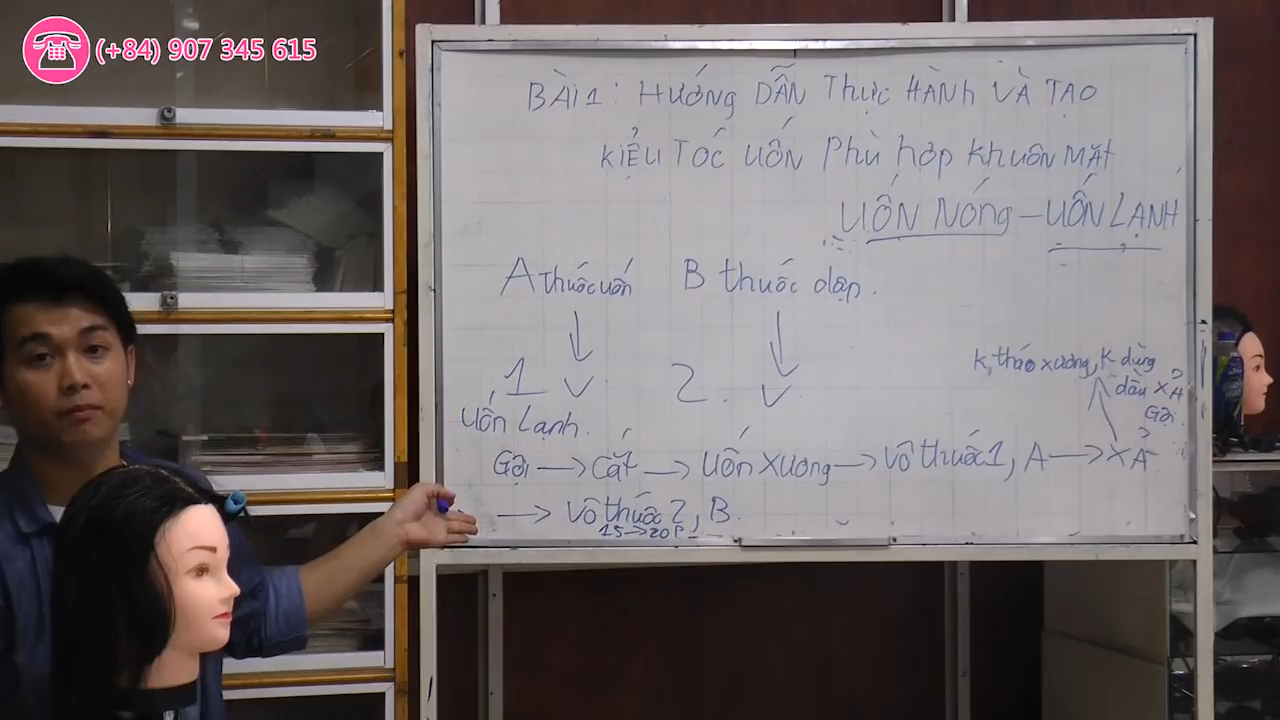 (+84) 907 345 615
BÀI 1: HƯỚNG DẪN THỰC HÀNH VÀ TẠO
KIỂU TÓC UỐN PHÙ HỢP KHUÔN MẶT
UỐN NÓNG – UỐN LẠNH
A thuốc uốn B thuốc dập.
1 2.
Uốn Lạnh.
K, tháo xương, K dùng
dầu XẢ
Gội.
Gội → Cắt → UỐN XƯƠNG → VÔ thuốc 1, A → XẢ
→ VÔ thuốc 2, B.
15 → 20P